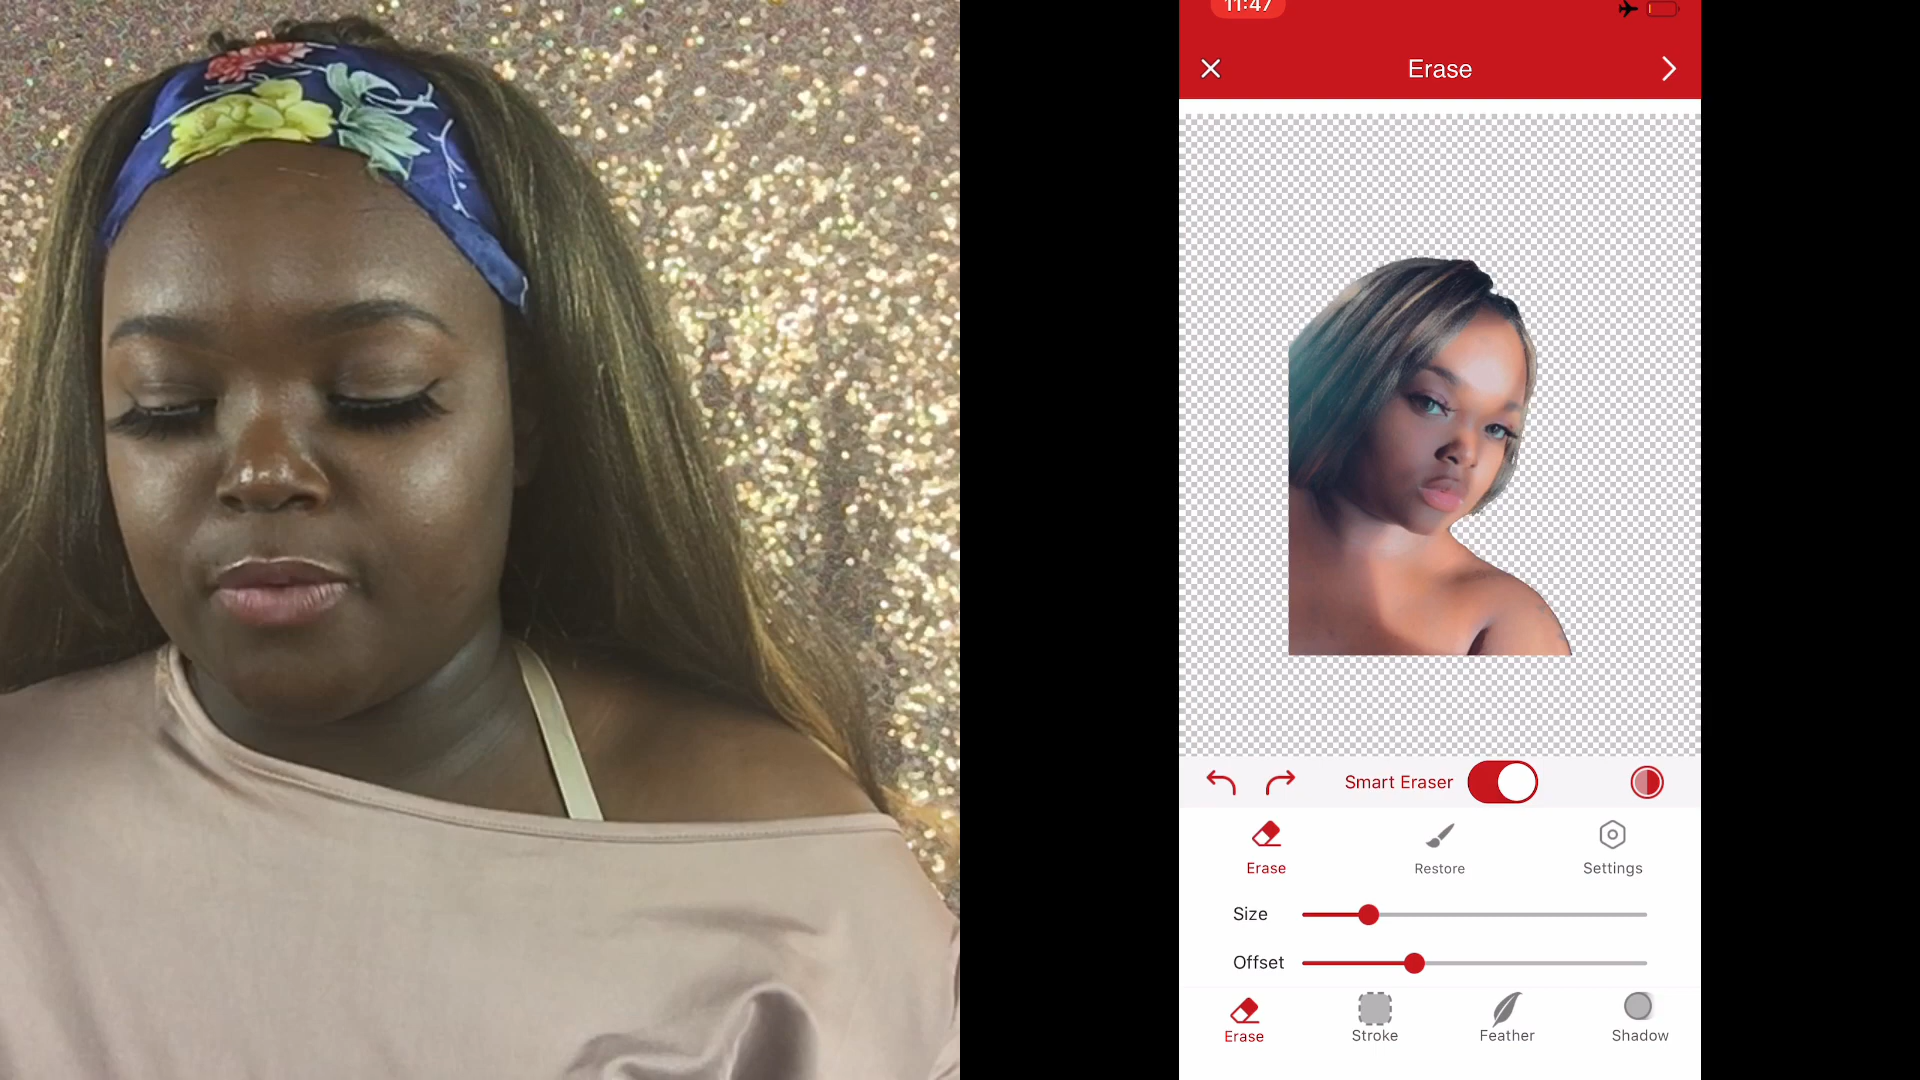 11:47
Erase
Smart Eraser
Erase Restore Settings
Size
Offset
Erase Stroke Feather Shadow